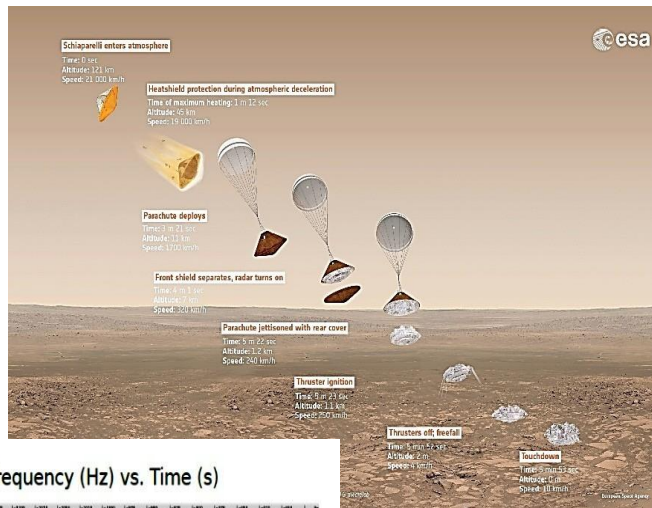 esa
Schiaparelli enters atmosphere
Time: 0 sec
Altitude: 121 km
Speed: 21 000 km/h
Heatshield protection during atmospheric deceleration
Time of maximum heating: 1 m 12 sec
Altitude: 45 km
Speed: 19 000 km/h
Parachute deploys
Time: 3 m 21 sec
Altitude: 11 km
Speed: 1700 km/h
Front shield separates, radar turns on
Time: 4 m 1 sec
Altitude: 7 km
Speed: 320 km/h
Parachute jettisoned with rear cover
Time: 5 m 22 sec
Altitude: 1.2 km
Speed: 240 km/h
Thruster ignition
Time: 5 m 23 sec
Altitude: 1.1 km
Speed: 250 km/h
Thrusters off; freefall
Time: 5 min 52 sec
Altitude: 2 m
Speed: 4 km/h
Touchdown
Time: 5 min 53 sec
Altitude: 0 m
Speed: 10 km/h
European Space Agency
requency (Hz) vs. Time (s)